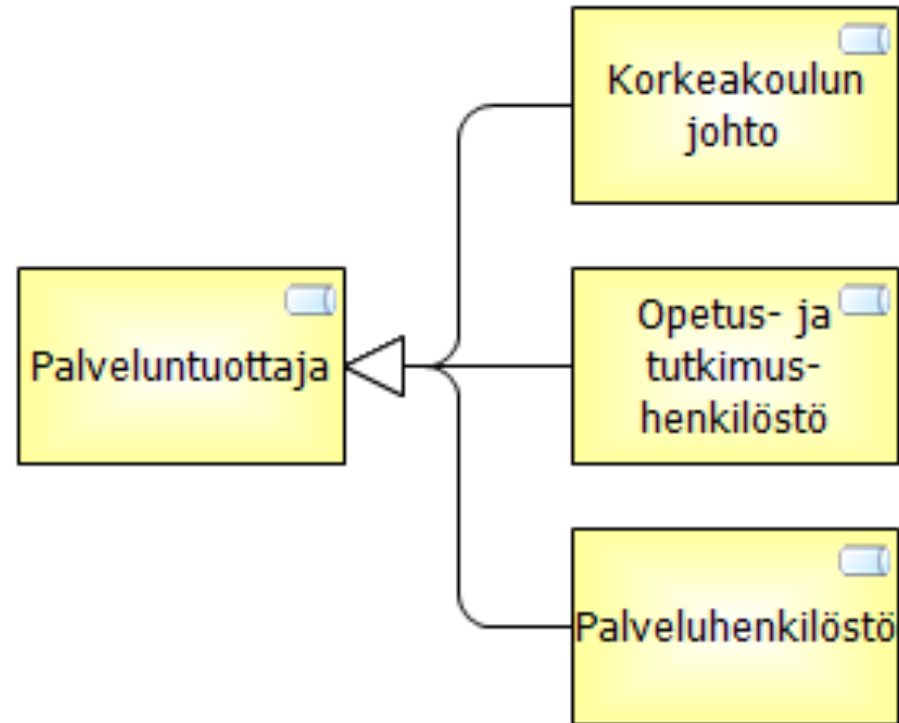 Korkeakoulun
johto
Palveluntuottaja
Opetus- ja
tutkimus-
henkilöstö
Palveluhenkilöstö